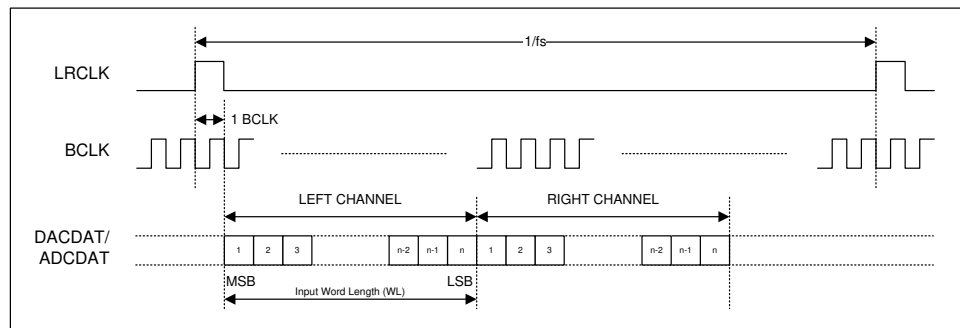 1/fs
LRCLK
1 BCLK
BCLK
LEFT CHANNEL RIGHT CHANNEL
DACDAT/
ADCDAT
1 2 3 n-2 n-1 n 1 2 3 n-2 n-1 n
MSB LSB
Input Word Length (WL)